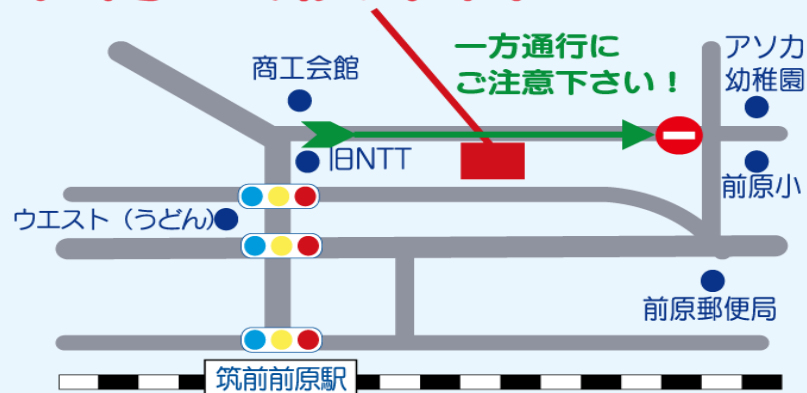 一方通行に
ご注意下さい！
アソカ
幼稚園
商工会館
旧NTT
前原小
ウエスト（うどん）
前原郵便局
筑前前原駅